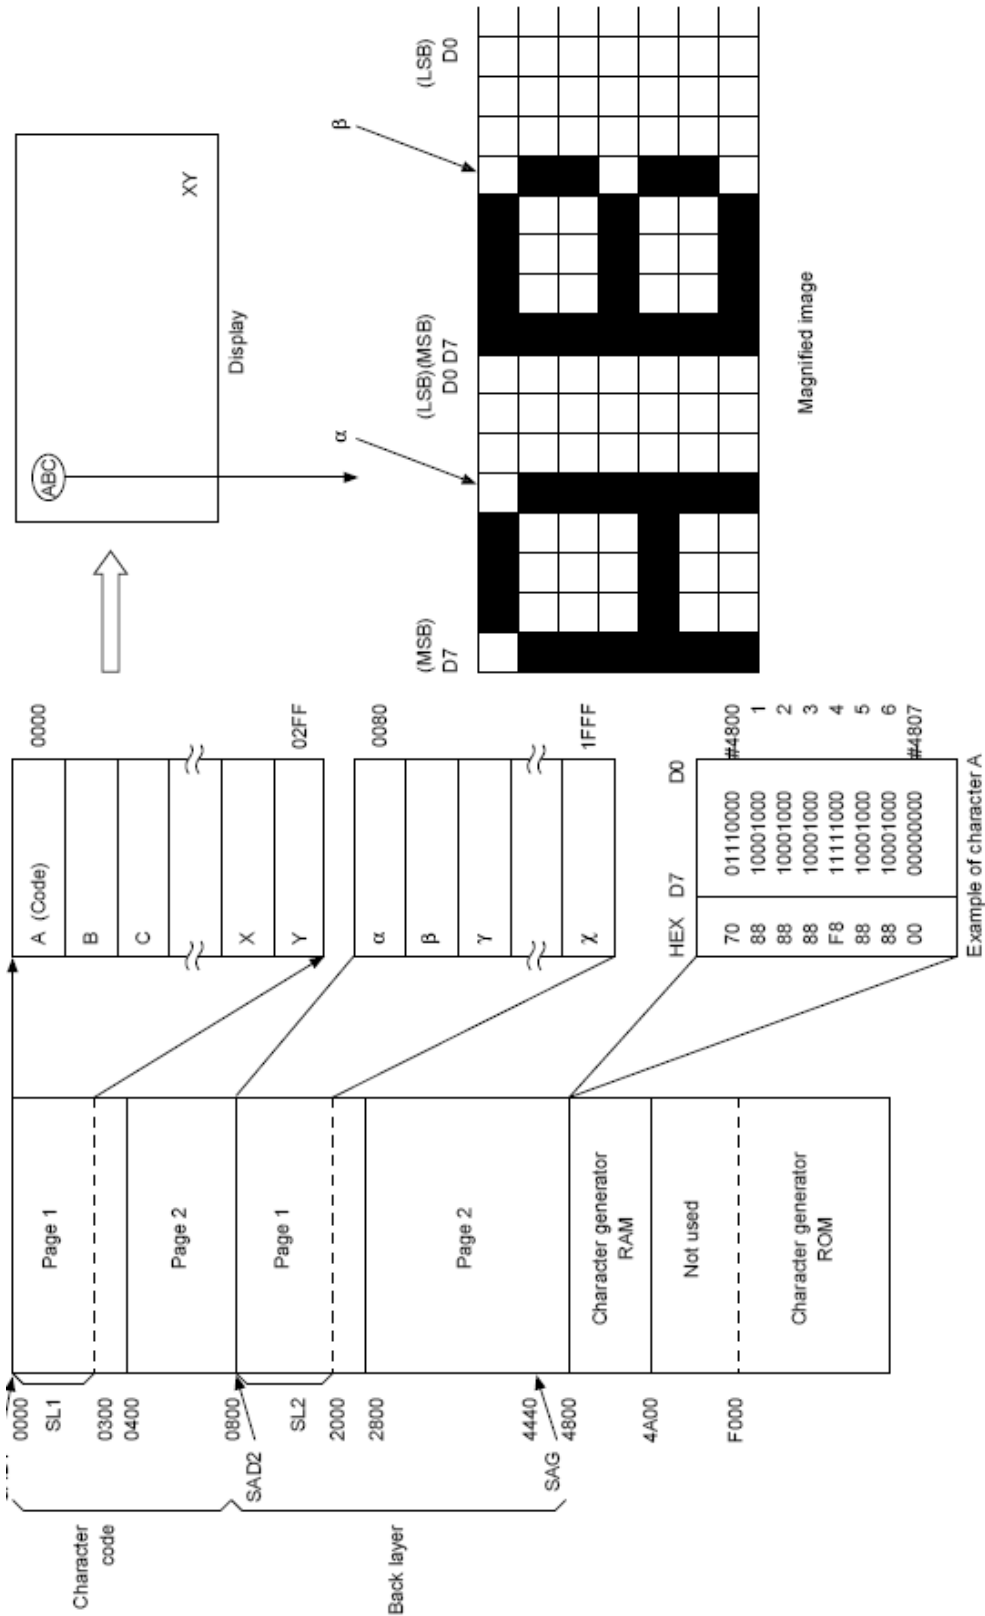 0000
SL1
0300
0400
0800
SAD2
SL2
2000
2800
4440
SAG
4800
4A00
F000
Character
code
Back layer
Page 1
Page 2
Page 1
Page 2
Character generator
RAM
Not used
Character generator
ROM
A (Code)
B
C
X
Y
0000
02FF
α
β
γ
χ
0080
1FFF
HEX D7 D0
70 01110000 #4800
88 10001000 1
88 10001000 2
88 10001000 3
F8 11111000 4
88 10001000 5
88 10001000 6
00 00000000 #4807
Example of character A
ABC
XY
Display
α
β
(MSB) (LSB) (MSB) (LSB)
D7 D0 D7 D0
Magnified image